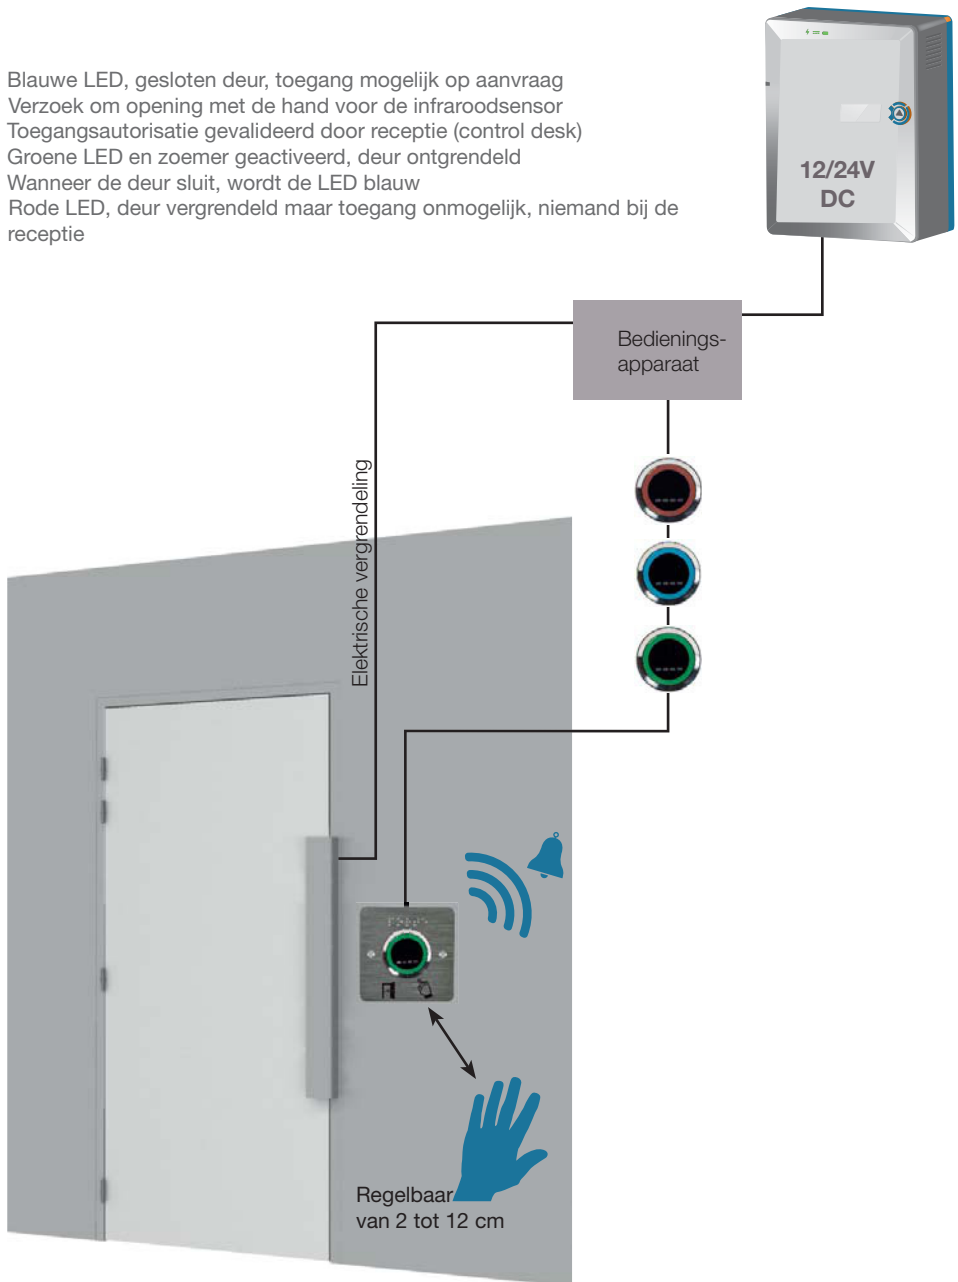 Blauwe LED, gesloten deur, toegang mogelijk op aanvraag
Verzoek om opening met de hand voor de infraroodsensor
Toegangsautorisatie gevalideerd door receptie (control desk)
Groene LED en zoemer geactiveerd, deur ontgrendeld
Wanneer de deur sluit, wordt de LED blauw
Rode LED, deur vergrendeld maar toegang onmogelijk, niemand bij de
receptie
12/24V
DC
Bedienings-
apparaat
Elektrische vergrendeling
Regelbaar
van 2 tot 12 cm